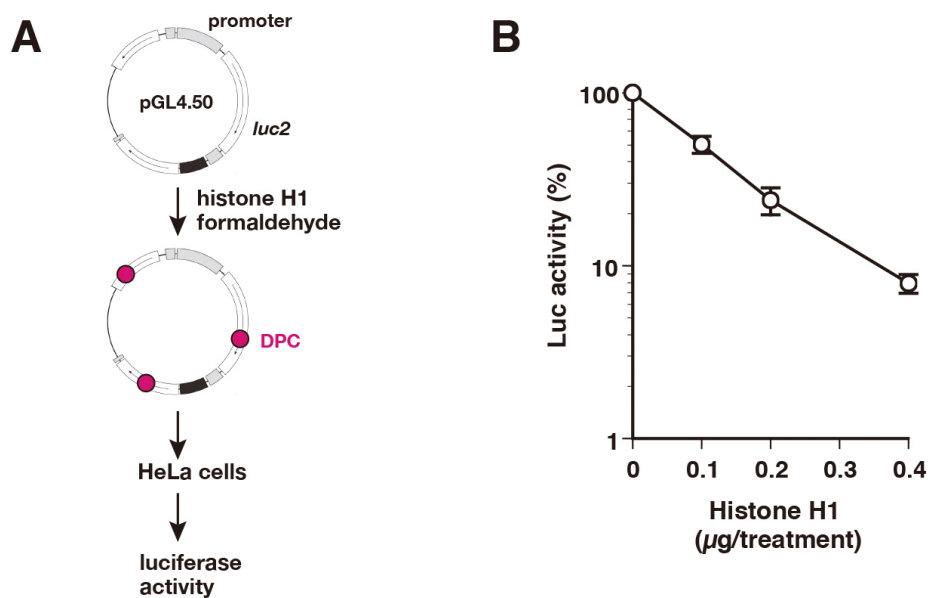 A
promoter
pGL4.50
luc2
histone H1
formaldehyde
DPC
HeLa cells
luciferase
activity
B
Luc activity (%)
100
10
1
0 0.1 0.2 0.3 0.4
Histone H1
(µg/treatment)